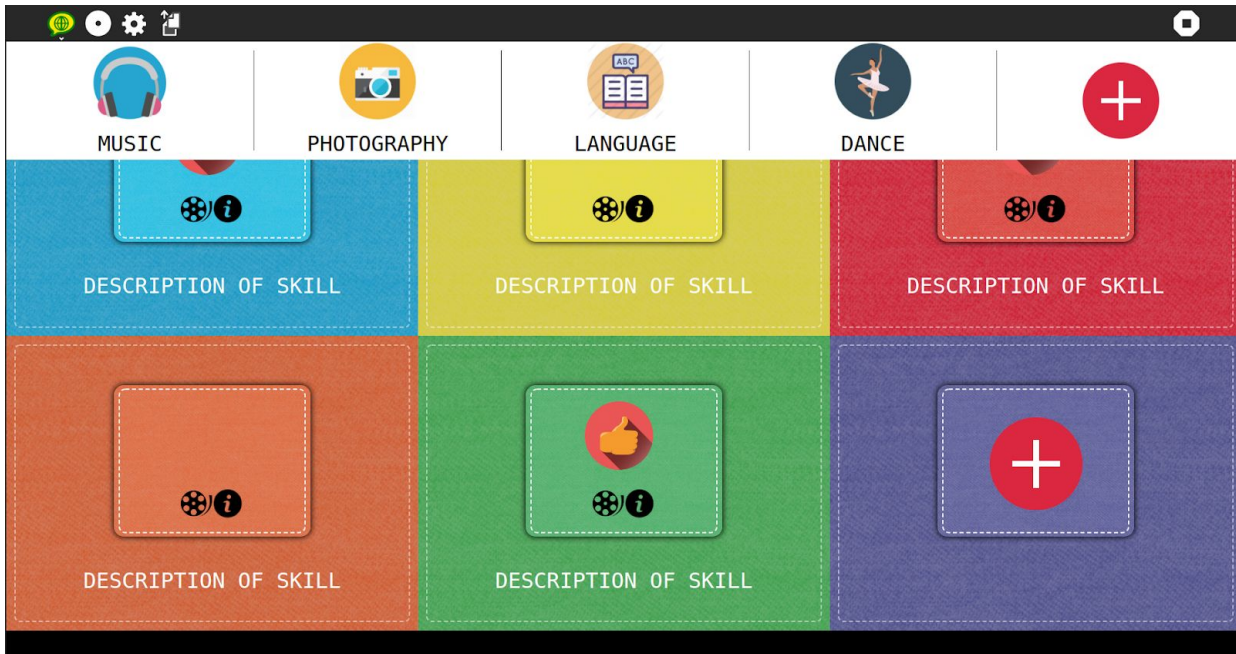 ABC
MUSIC PHOTOGRAPHY LANGUAGE DANCE
DESCRIPTION OF SKILL DESCRIPTION OF SKILL DESCRIPTION OF SKILL
DESCRIPTION OF SKILL DESCRIPTION OF SKILL